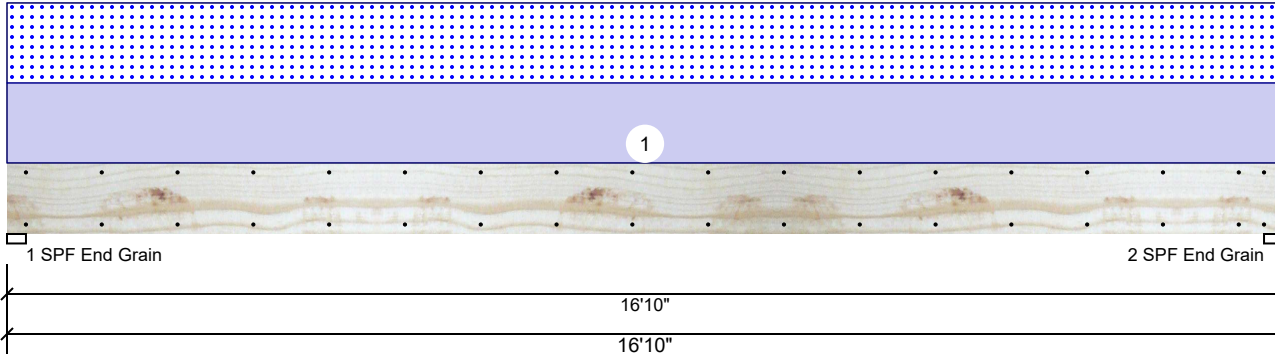 1
1 SPF End Grain
2 SPF End Grain
16'10"
16'10"